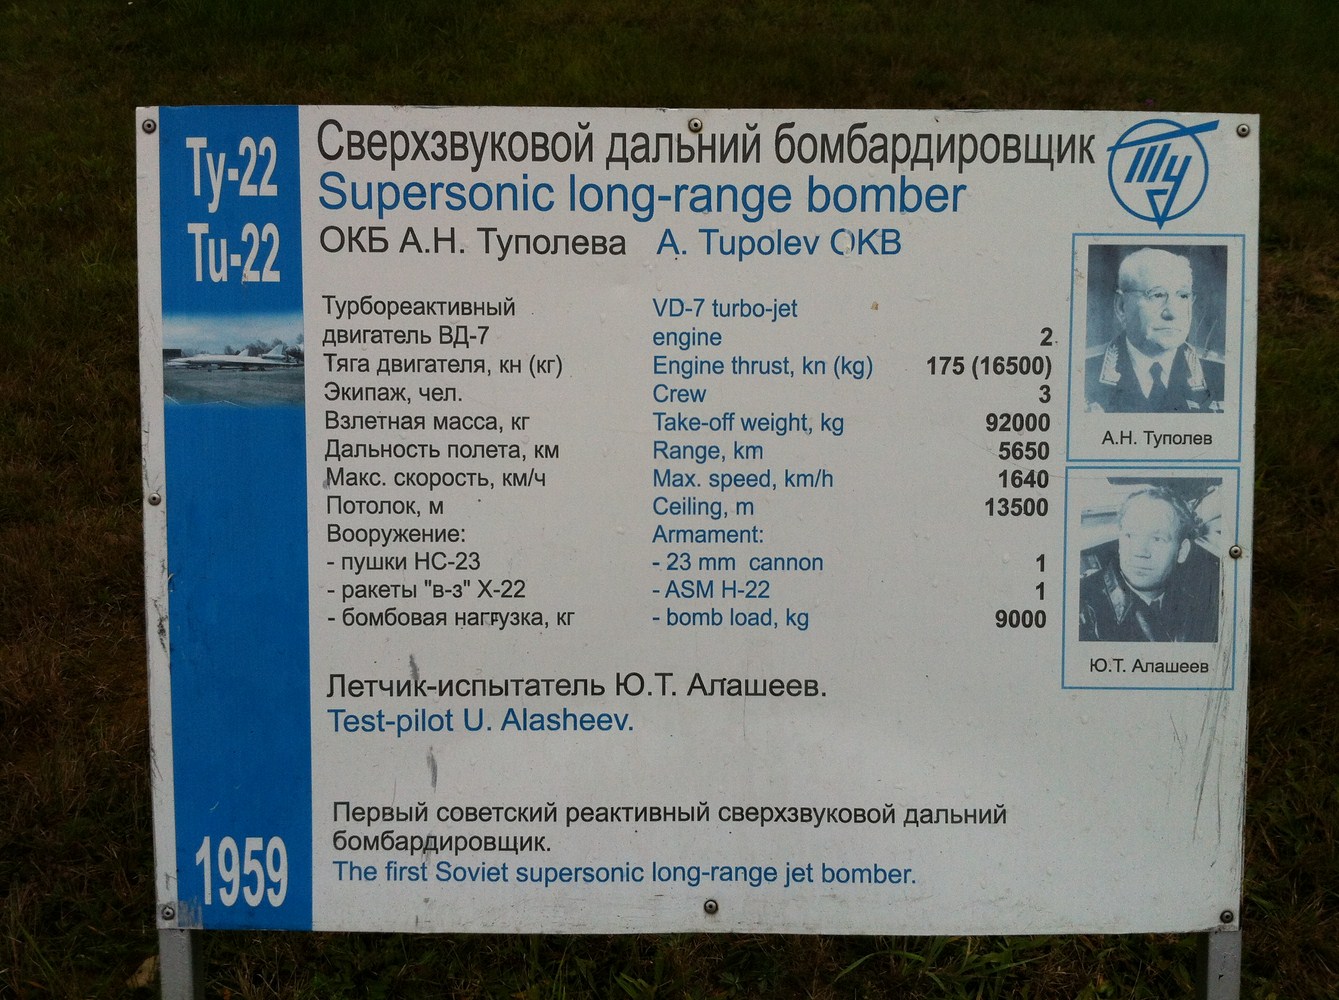 Ту-22
Tu-22
Сверхзвуковой дальний бомбардировщик
Supersonic long-range bomber
ОКБ А.Н. Туполева A. Tupolev OKB
Ту
Турбореактивный VD-7 turbo-jet
двигатель ВД-7 engine 2
Тяга двигателя, кн (кг) Engine thrust, kn (kg) 175 (16500)
Экипаж, чел. Crew 3
Взлетная масса, кг Take-off weight, kg 92000
Дальность полета, км Range, km 5650
Макс. скорость, км/ч Max. speed, km/h 1640
Потолок, м Ceiling, m 13500
Вооружение: Armament:
- пушки НС-23 - 23 mm cannon 1
- ракеты "в-з" Х-22 - ASM H-22 1
- бомбовая нагрузка, кг - bomb load, kg 9000
А.Н. Туполев
Ю.Т. Алашеев
Летчик-испытатель Ю.Т. Алашеев.
Test-pilot U. Alasheev.
Первый советский реактивный сверхзвуковой дальний
бомбардировщик.
The first Soviet supersonic long-range jet bomber.
1959